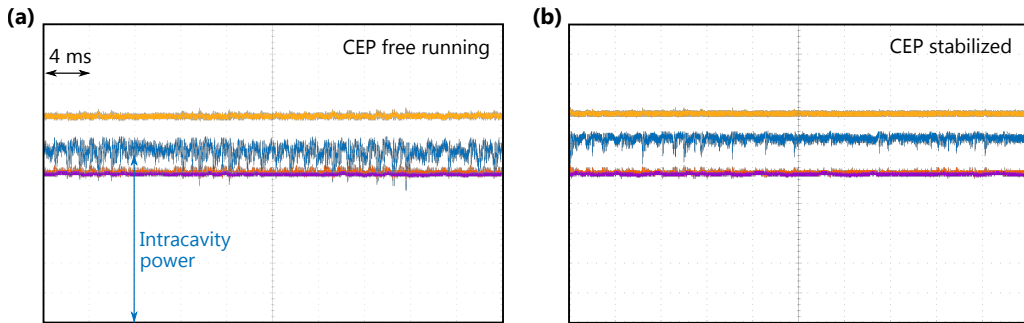 (a)
CEP free running
4 ms
Intracavity
power
(b)
CEP stabilized